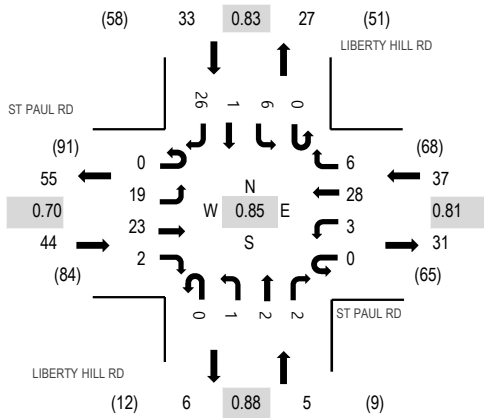 (58) 33 0.83 27 (51)
LIBERTY HILL RD
26 1 6 0
ST PAUL RD
(91)
(68)
0
6
55
37
19
28
N
0.70
W 0.85 E
0.81
23
3
S
44
31
2
0
(84)
(65)
0 1 2 2
ST PAUL RD
LIBERTY HILL RD
(12) 6 0.88 5 (9)